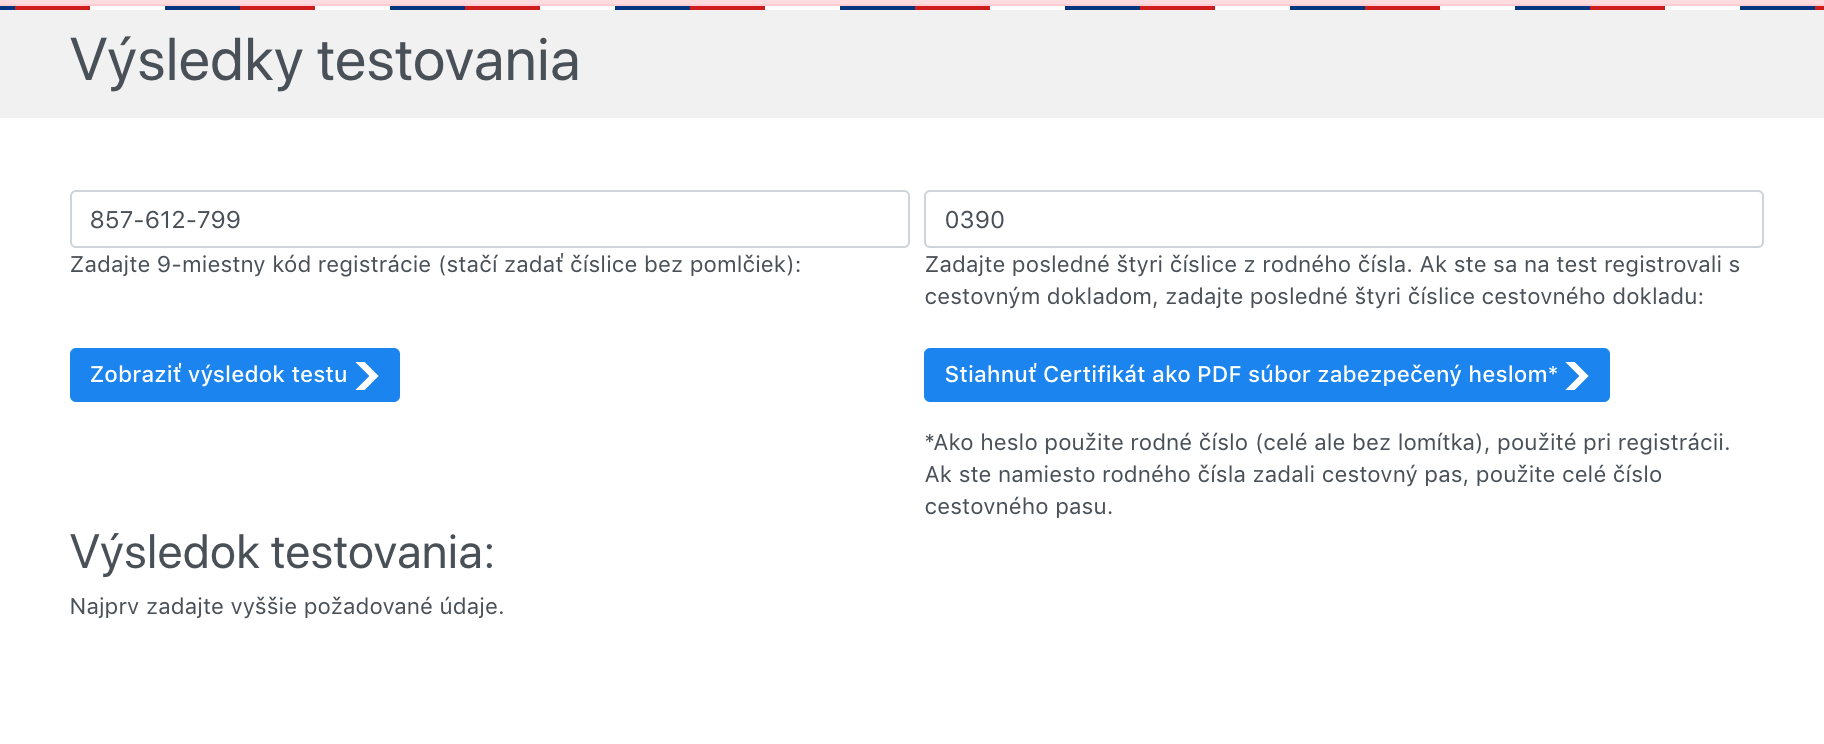 Výsledky testovania
857-612-799
Zadajte 9-miestny kód registrácie (stačí zadať číslice bez pomlčiek):
0390
Zadajte posledné štyri číslice z rodného čísla. Ak ste sa na test registrovali s
cestovným dokladom, zadajte posledné štyri číslice cestovného dokladu:
Zobraziť výsledok testu
Stiahnuť Certifikát ako PDF súbor zabezpečený heslom*
*Ako heslo použite rodné číslo (celé ale bez lomítka), použité pri registrácii.
Ak ste namiesto rodného čísla zadali cestovný pas, použite celé číslo
cestovného pasu.
Výsledok testovania:
Najprv zadajte vyššie požadované údaje.